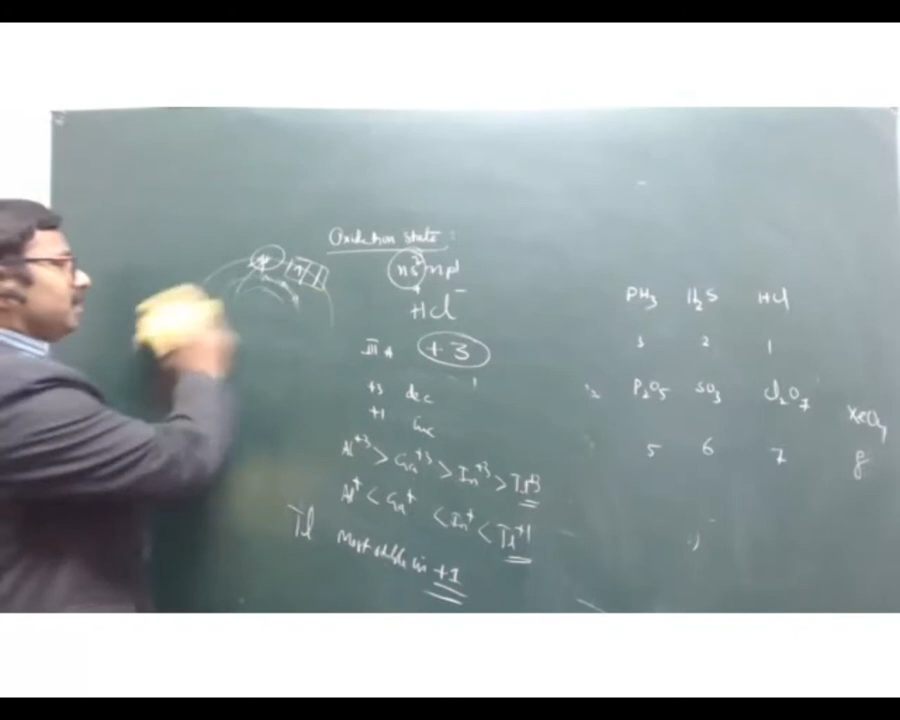 Oxidation state :
ns² np¹
HCl⁻
III A +3
+3 dec
+1 inc
Al⁺³ > Ga⁺³ > In⁺³ > Tl⁺³
Al⁺ < Ga⁺ < In⁺ < Tl⁺¹
Tl Most stable in +1
PH₃ H₂S HCl
3 2 1
P₂O₅ SO₃ Cl₂O₇ XeO₄
5 6 7 8